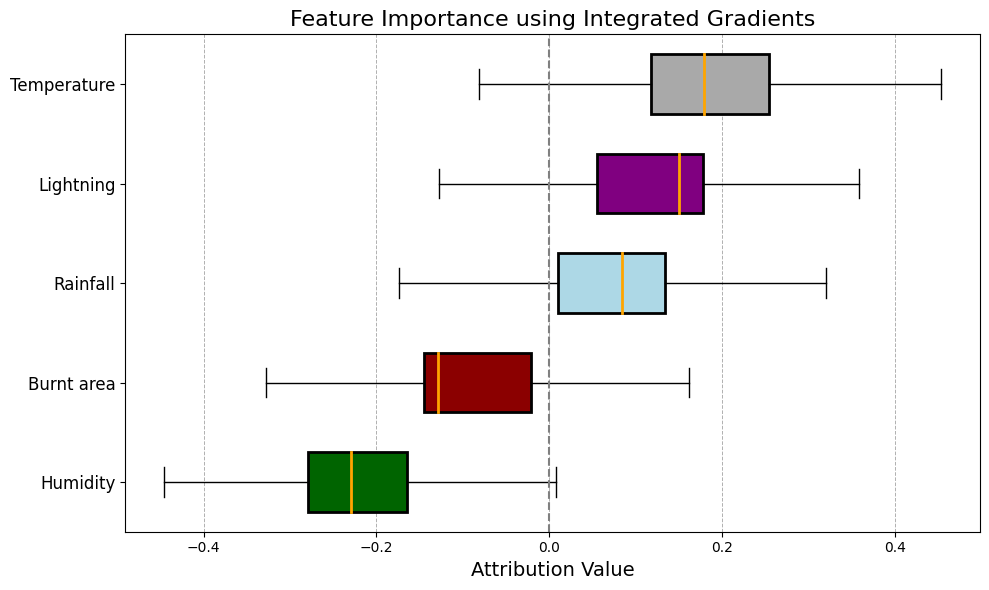 Feature Importance using Integrated Gradients
Temperature
Lightning
Rainfall
Burnt area
Humidity
−0.4 −0.2 0.0 0.2 0.4
Attribution Value